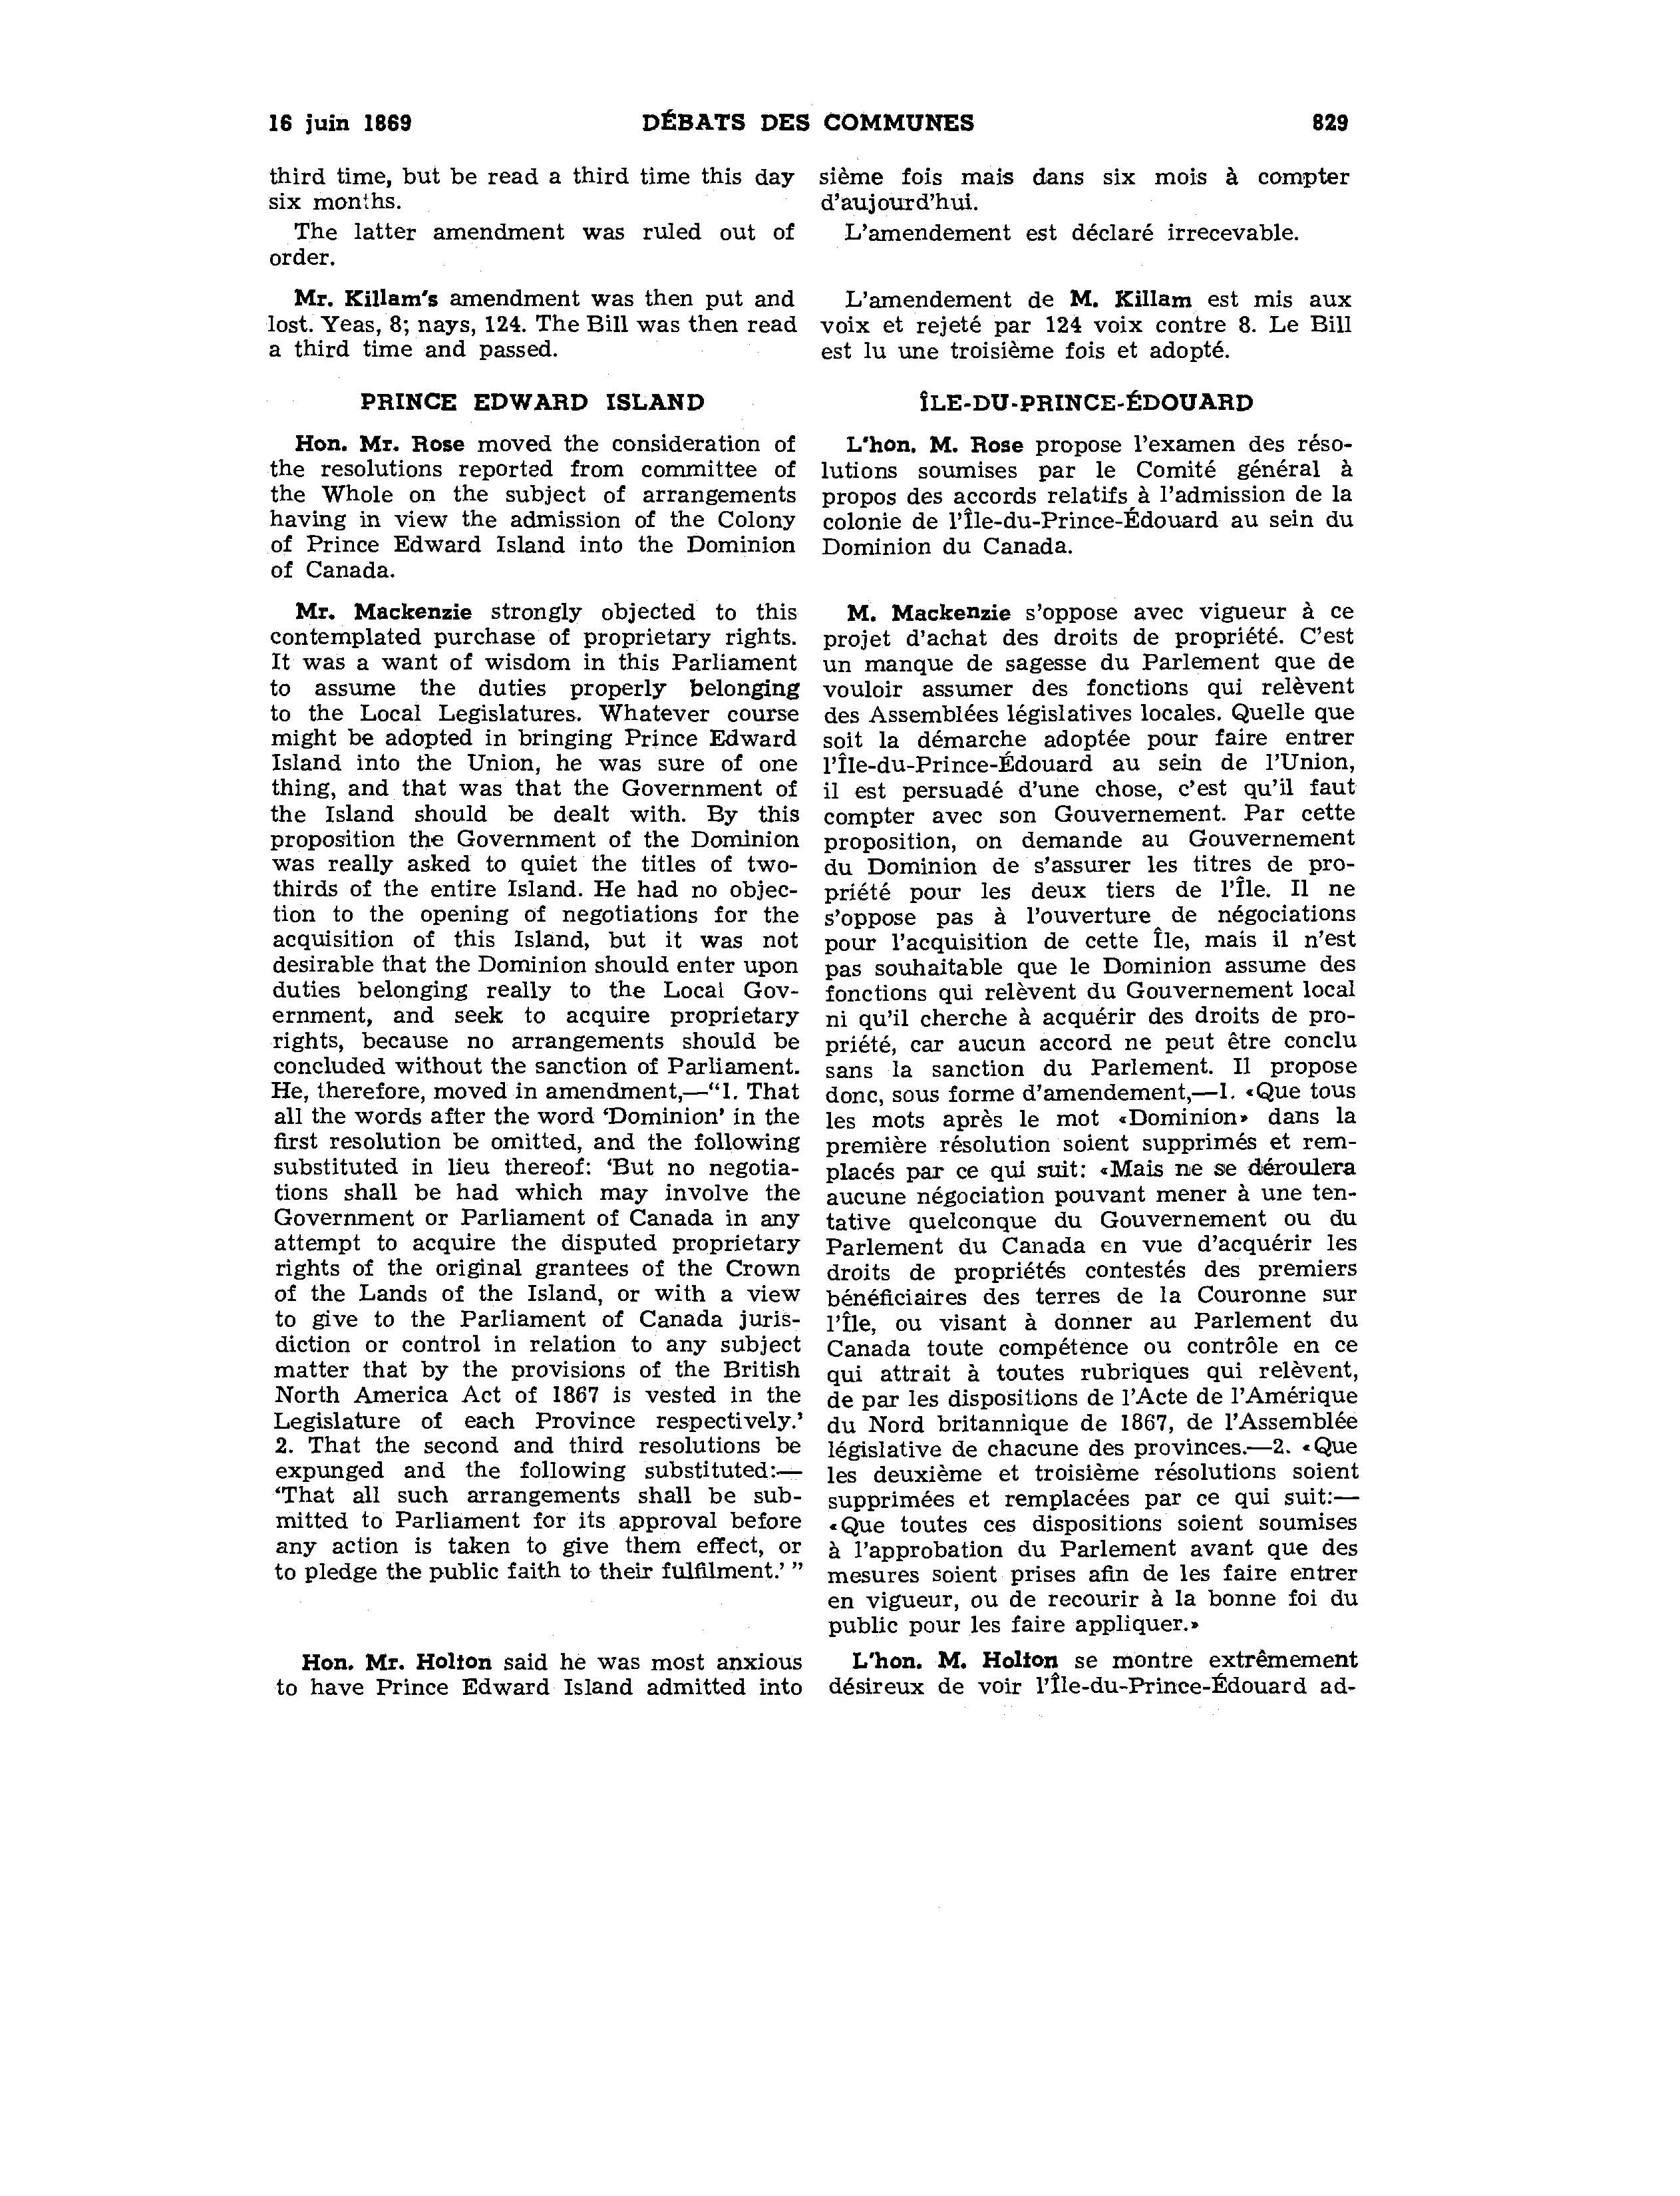 16 juin 1869 DÉBATS DES COMMUNES 829
third time, but be read a third time this day
six months.
The latter amendment was ruled out of
order.
Mr. Killam's amendment was then put and
lost. Yeas, 8; nays, 124. The Bill was then read
a third time and passed.
PRINCE EDWARD ISLAND
Hon. Mr. Rose moved the consideration of
the resolutions reported from committee of
the Whole on the subject of arrangements
having in view the admission of the Colony
of Prince Edward Island into the Dominion
of Canada.
Mr. Mackenzie strongly objected to this
contemplated purchase of proprietary rights.
It was a want of wisdom in this Parliament
to assume the duties properly belonging
to the Local Legislatures. Whatever course
might be adopted in bringing Prince Edward
Island into the Union, he was sure of one
thing, and that was that the Government of
the Island should be dealt with. By this
proposition the Government of the Dominion
was really asked to quiet the titles of two-
thirds of the entire Island. He had no objec-
tion to the opening of negotiations for the
acquisition of this Island, but it was not
desirable that the Dominion should enter upon
duties belonging really to the Local Gov-
ernment, and seek to acquire proprietary
rights, because no arrangements should be
concluded without the sanction of Parliament.
He, therefore, moved in amendment,—“1. That
all the words after the word ‘Dominion’ in the
first resolution be omitted, and the following
substituted in lieu thereof: ‘But no negotia-
tions shall be had which may involve the
Government or Parliament of Canada in any
attempt to acquire the disputed proprietary
rights of the original grantees of the Crown
of the Lands of the Island, or with a view
to give to the Parliament of Canada juris-
diction or control in relation to any subject
matter that by the provisions of the British
North America Act of 1867 is vested in the
Legislature of each Province respectively.’
2. That the second and third resolutions be
expunged and the following substituted:—
‘That all such arrangements shall be sub-
mitted to Parliament for its approval before
any action is taken to give them effect, or
to pledge the public faith to their fulfilment.’ ”
Hon. Mr. Holton said he was most anxious
to have Prince Edward Island admitted into
sième fois mais dans six mois à compter
d'aujourd'hui.
L'amendement est déclaré irrecevable.
L'amendement de M. Killam est mis aux
voix et rejeté par 124 voix contre 8. Le Bill
est lu une troisième fois et adopté.
ÎLE-DU-PRINCE-ÉDOUARD
L'hon. M. Rose propose l'examen des réso-
lutions soumises par le Comité général à
propos des accords relatifs à l'admission de la
colonie de l'Île-du-Prince-Édouard au sein du
Dominion du Canada.
M. Mackenzie s'oppose avec vigueur à ce
projet d'achat des droits de propriété. C'est
un manque de sagesse du Parlement que de
vouloir assumer des fonctions qui relèvent
des Assemblées législatives locales. Quelle que
soit la démarche adoptée pour faire entrer
l'Île-du-Prince-Édouard au sein de l'Union,
il est persuadé d'une chose, c'est qu'il faut
compter avec son Gouvernement. Par cette
proposition, on demande au Gouvernement
du Dominion de s'assurer les titres de pro-
priété pour les deux tiers de l'Île. Il ne
s'oppose pas à l'ouverture de négociations
pour l'acquisition de cette Île, mais il n'est
pas souhaitable que le Dominion assume des
fonctions qui relèvent du Gouvernement local
ni qu'il cherche à acquérir des droits de pro-
priété, car aucun accord ne peut être conclu
sans la sanction du Parlement. Il propose
donc, sous forme d'amendement,—1. «Que tous
les mots après le mot «Dominion» dans la
première résolution soient supprimés et rem-
placés par ce qui suit: «Mais ne se déroulera
aucune négociation pouvant mener à une ten-
tative quelconque du Gouvernement ou du
Parlement du Canada en vue d'acquérir les
droits de propriétés contestés des premiers
bénéficiaires des terres de la Couronne sur
l'Île, ou visant à donner au Parlement du
Canada toute compétence ou contrôle en ce
qui attrait à toutes rubriques qui relèvent,
de par les dispositions de l'Acte de l'Amérique
du Nord britannique de 1867, de l'Assemblée
législative de chacune des provinces.—2. «Que
les deuxième et troisième résolutions soient
supprimées et remplacées par ce qui suit:—
«Que toutes ces dispositions soient soumises
à l'approbation du Parlement avant que des
mesures soient prises afin de les faire entrer
en vigueur, ou de recourir à la bonne foi du
public pour les faire appliquer.»
L'hon. M. Holton se montre extrêmement
désireux de voir l'Île-du-Prince-Édouard ad-